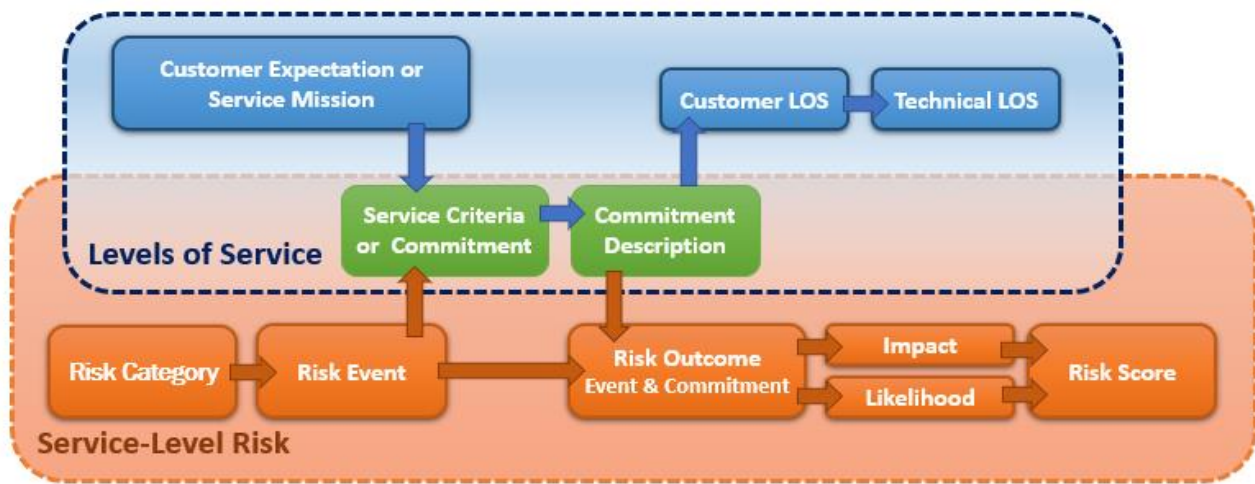 Customer Expectation or
Service Mission
Customer LOS
Technical LOS
Service Criteria
or Commitment
Commitment
Description
Levels of Service
Risk Category
Risk Event
Risk Outcome
Event & Commitment
Impact
Likelihood
Risk Score
Service-Level Risk